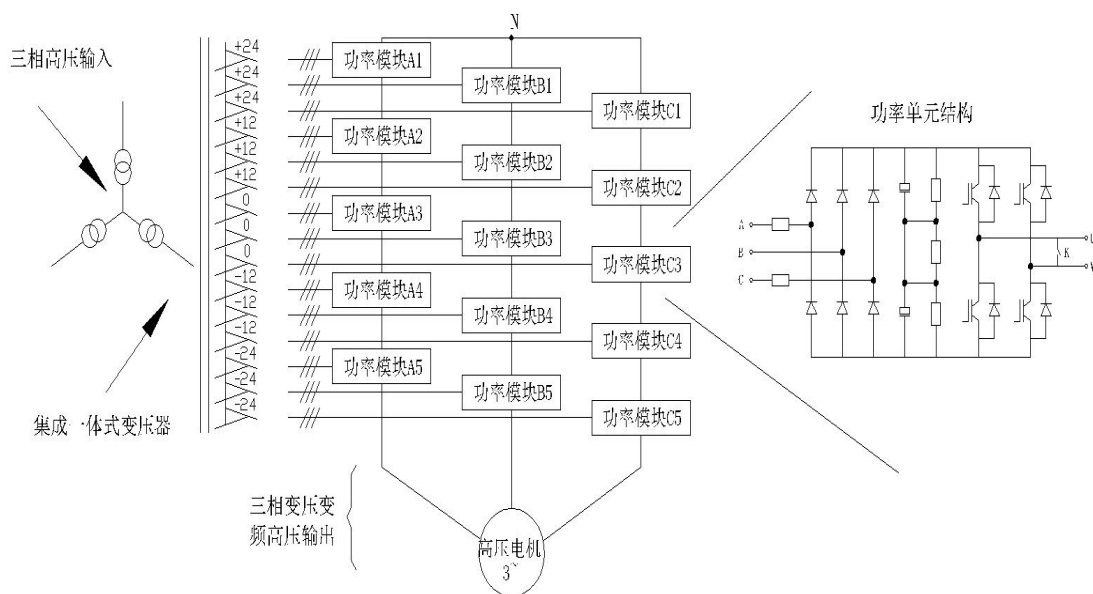 三相高压输入
集成一体式变压器
+24
+24
+24
+12
+12
+12
0
0
0
-12
-12
-12
-24
-24
-24
N
功率模块A1
功率模块B1
功率模块C1
功率模块A2
功率模块B2
功率模块C2
功率模块A3
功率模块B3
功率模块C3
功率模块A4
功率模块B4
功率模块C4
功率模块A5
功率模块B5
功率模块C5
三相变压变
频高压输出
高压电机
3~
功率单元结构
A
B
C
K